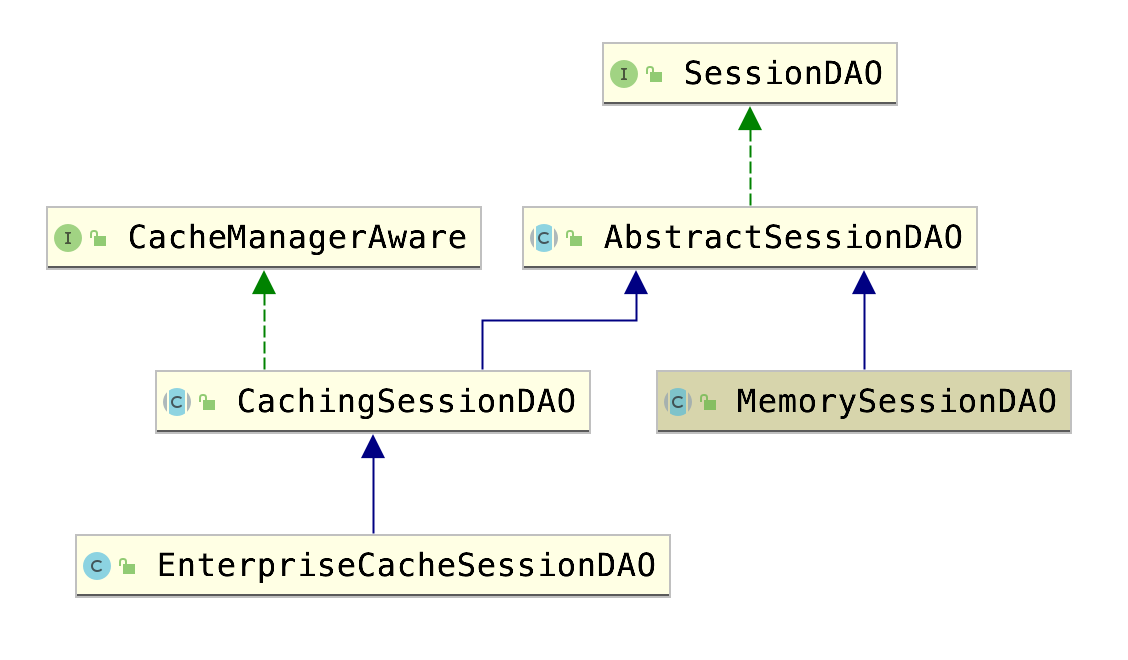 I SessionDAO
I CacheManagerAware
C AbstractSessionDAO
C CachingSessionDAO
C MemorySessionDAO
C EnterpriseCacheSessionDAO